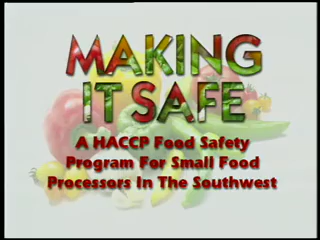 MAKING
IT SAFE
A HACCP Food Safety
Program For Small Food
Processors In The Southwest